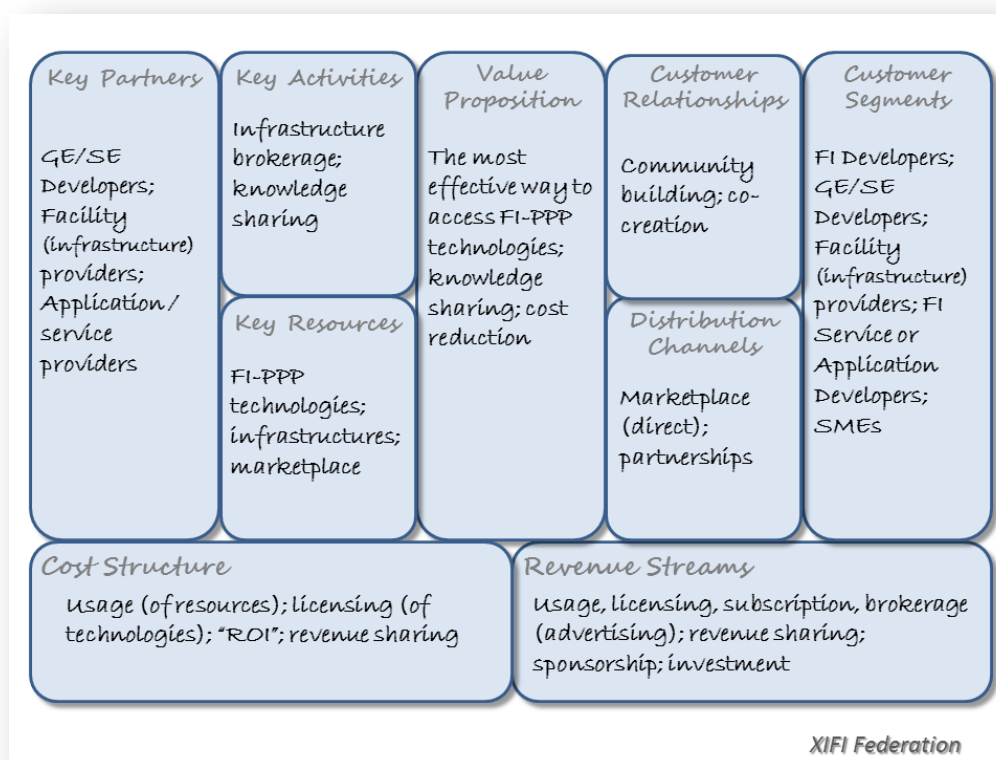 Key Partners
GE/SE
Developers;
Facility
(infrastructure)
providers;
Application/
service
providers
Key Activities
Infrastructure
brokerage;
knowledge
sharing
Key Resources
FI-PPP
technologies;
infrastructures;
marketplace
Value
Proposition
The most
effective way to
access FI-PPP
technologies;
knowledge
sharing; cost
reduction
Customer
Relationships
Community
building; co-
creation
Distribution
Channels
Marketplace
(direct);
partnerships
Customer
Segments
FI Developers;
GE/SE
Developers;
Facility
(infrastructure)
providers; FI
Service or
Application
Developers;
SMEs
Cost Structure
Usage (of resources); licensing (of
technologies); "ROI"; revenue sharing
Revenue Streams
Usage, licensing, subscription, brokerage
(advertising); revenue sharing;
sponsorship; investment
XIFI Federation